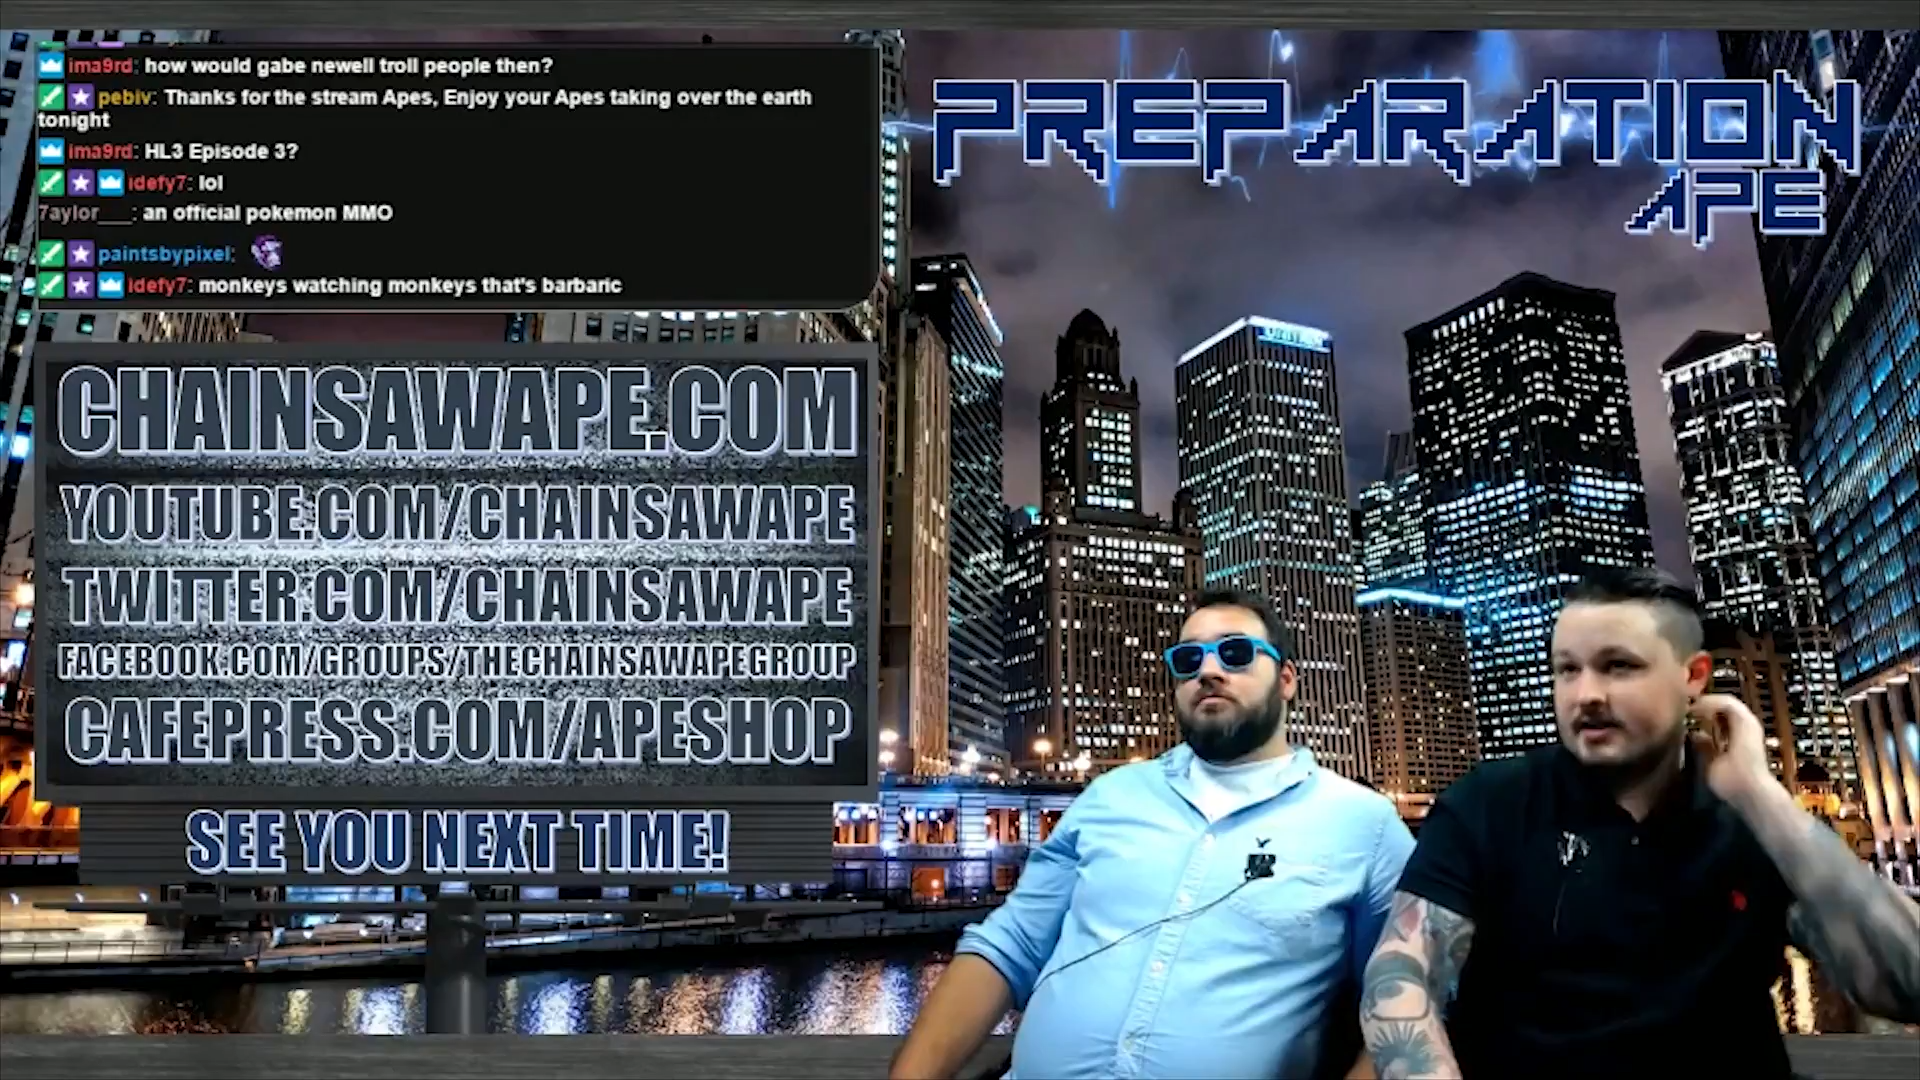 ima9rd: how would gabe newell troll people then?
pebiv: Thanks for the stream Apes, Enjoy your Apes taking over the earth
tonight
ima9rd: HL3 Episode 3?
idefy7: lol
7aylor___: an official pokemon MMO
paintsbypixel:
idefy7: monkeys watching monkeys that's barbaric
PREPARATION
APE
CHAINSAWAPE.COM
YOUTUBE.COM/CHAINSAWAPE
TWITTER.COM/CHAINSAWAPE
FACEBOOK.COM/GROUPS/THECHAINSAWAPEGROUP
CAFEPRESS.COM/APESHOP
SEE YOU NEXT TIME!